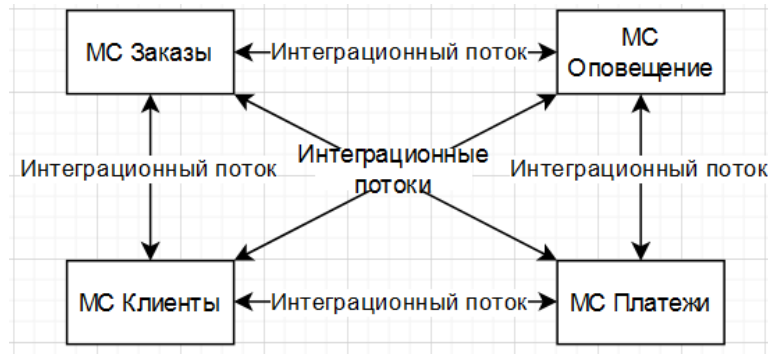 МС Заказы
Интеграционный поток
МС
Оповещение
Интеграционный поток
Интеграционные
потоки
Интеграционный поток
МС Клиенты
Интеграционный поток
МС Платежи